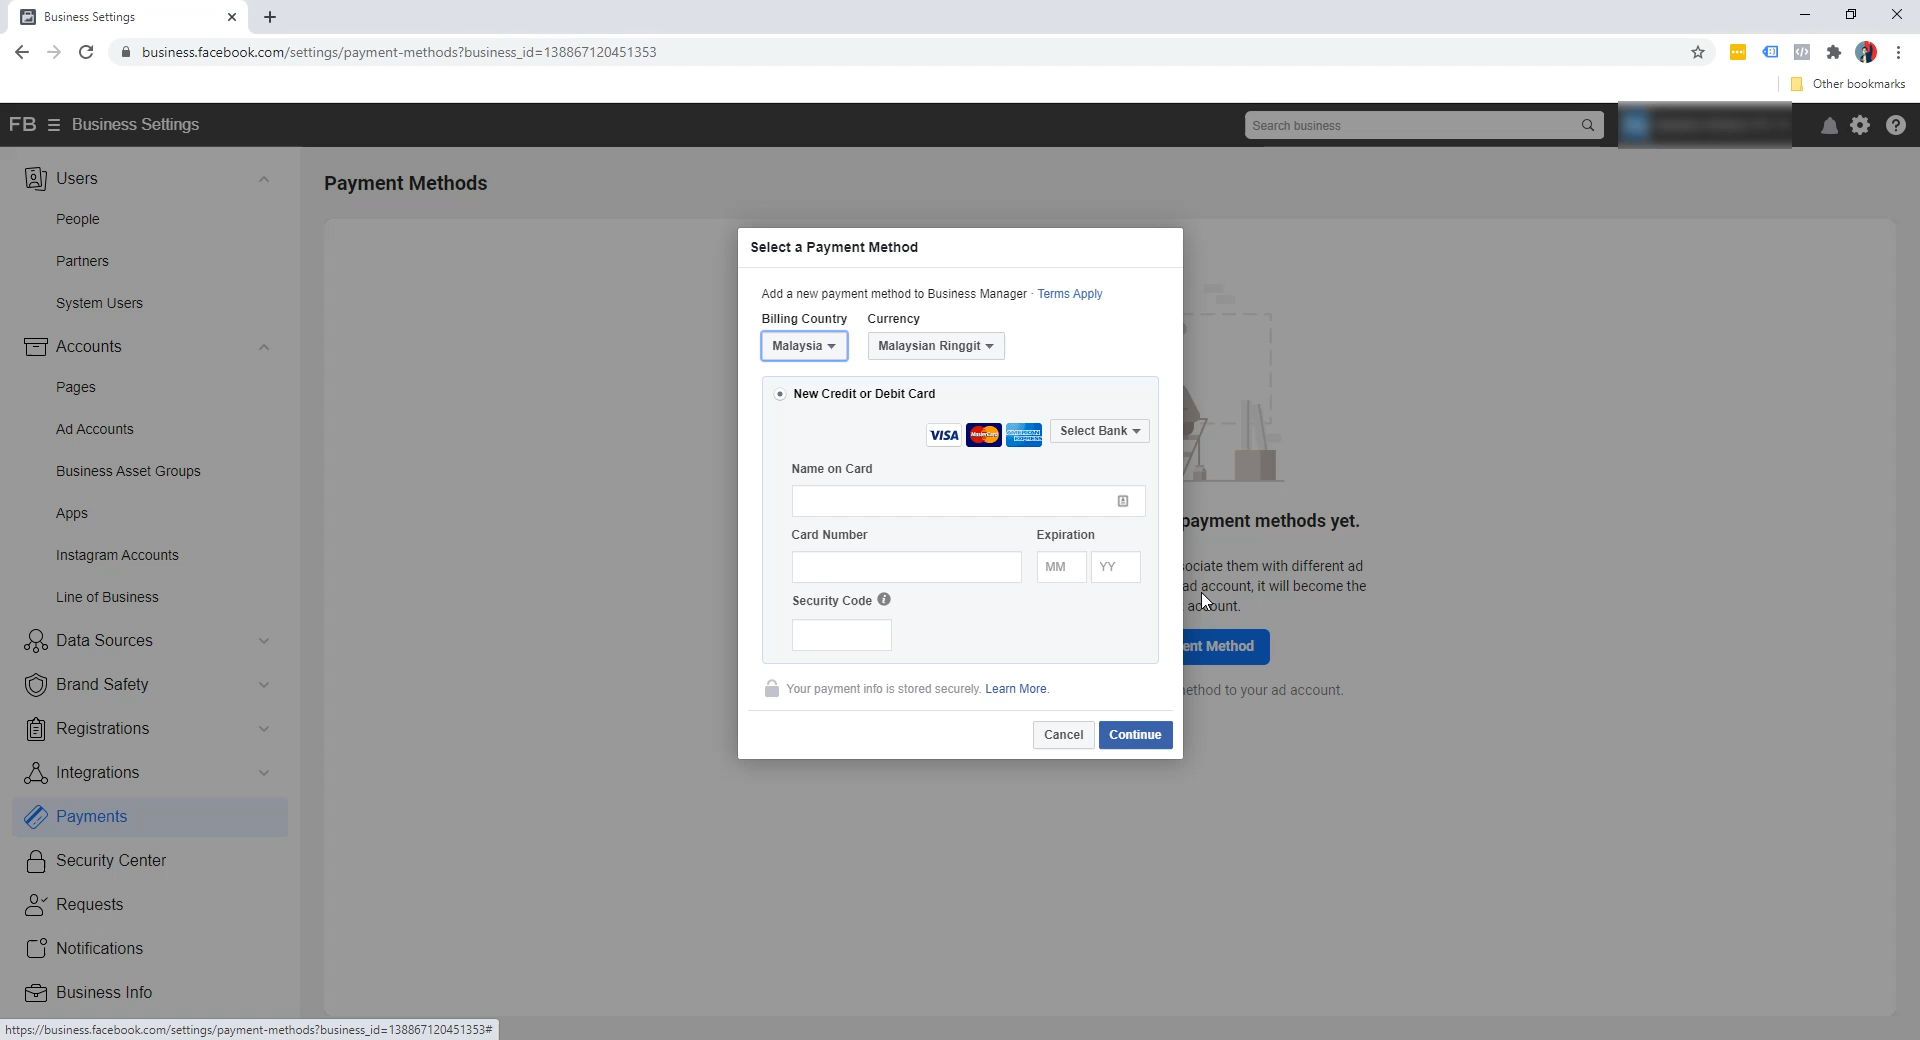 Business Settings
business.facebook.com/settings/payment-methods?business_id=138867120451353
Other bookmarks
FB Business Settings
Search business
Users
People
Partners
System Users
Accounts
Pages
Ad Accounts
Business Asset Groups
Apps
Instagram Accounts
Line of Business
Data Sources
Brand Safety
Registrations
Integrations
Payments
Security Center
Requests
Notifications
Business Info
https://business.facebook.com/settings/payment-methods?business_id=138867120451353#
Payment Methods
Select a Payment Method
Add a new payment method to Business Manager · Terms Apply
Billing Country Currency
Malaysia Malaysian Ringgit
New Credit or Debit Card
VISA MasterCard AMERICAN EXPRESS Select Bank
Name on Card
Card Number Expiration
MM YY
Security Code
Your payment info is stored securely. Learn More.
Cancel Continue
payment methods yet.
ociate them with different ad
ad account, it will become the
account.
ent Method
ethod to your ad account.